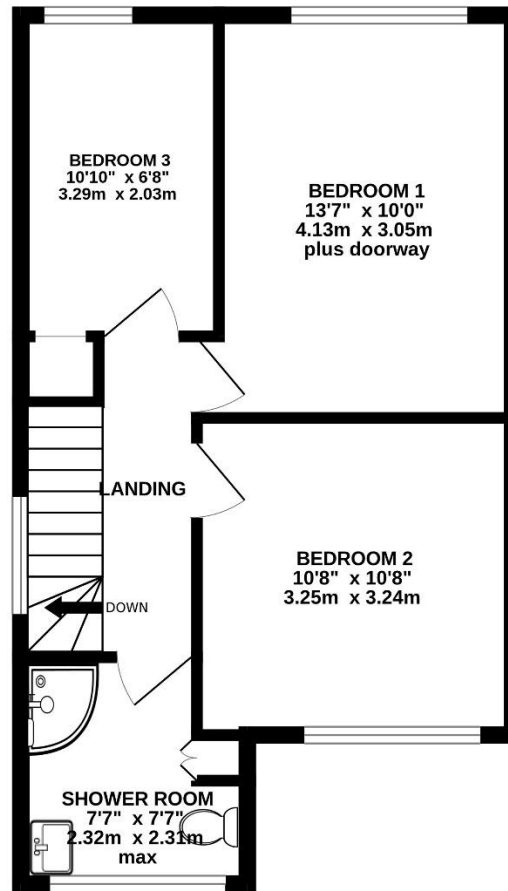 BEDROOM 3
10'10" x 6'8"
3.29m x 2.03m
BEDROOM 1
13'7" x 10'0"
4.13m x 3.05m
plus doorway
LANDING
DOWN
BEDROOM 2
10'8" x 10'8"
3.25m x 3.24m
SHOWER ROOM
7'7" x 7'7"
2.32m x 2.31m
max